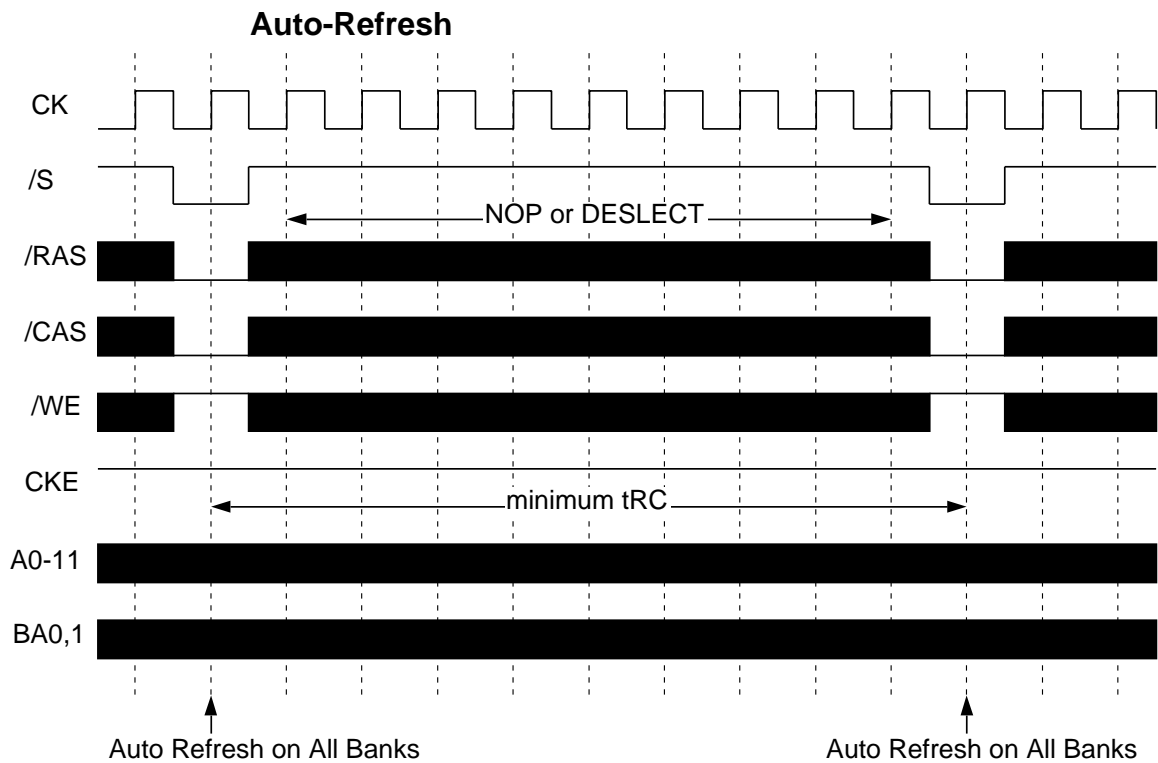 Auto-Refresh
CK
/S
NOP or DESLECT
/RAS
/CAS
/WE
CKE
minimum tRC
A0-11
BA0,1
Auto Refresh on All Banks
Auto Refresh on All Banks